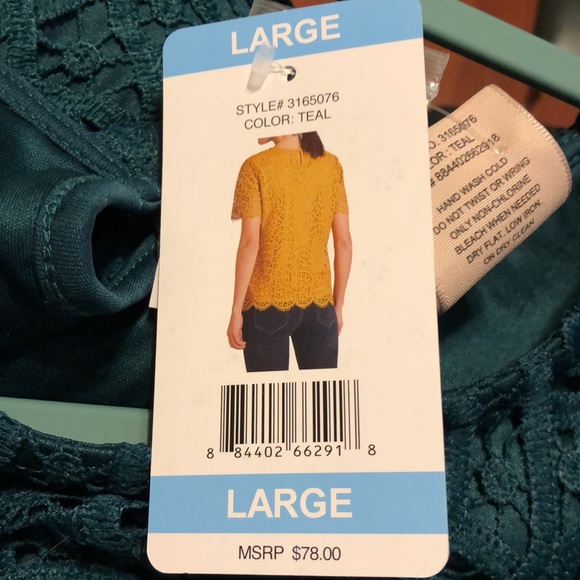 LARGE
STYLE# 3165076
COLOR: TEAL
8 84402 66291 8
LARGE
MSRP $78.00
O. 3165076
OR: TEAL
# 884402662918
HAND WASH COLD
DO NOT TWIST OR WRING
ONLY NON-CHLORINE
BLEACH WHEN NEEDED
DRY FLAT, LOW IRON,
OR DRY CLEAN